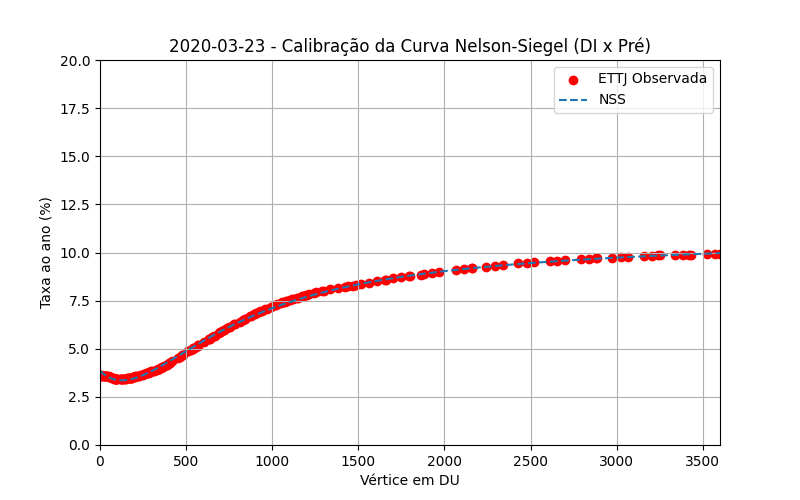 2020-03-23 - Calibração da Curva Nelson-Siegel (DI x Pré)
ETTJ Observada
NSS
20.0
17.5
15.0
12.5
10.0
7.5
5.0
2.5
0.0
Taxa ao ano (%)
0 500 1000 1500 2000 2500 3000 3500
Vértice em DU